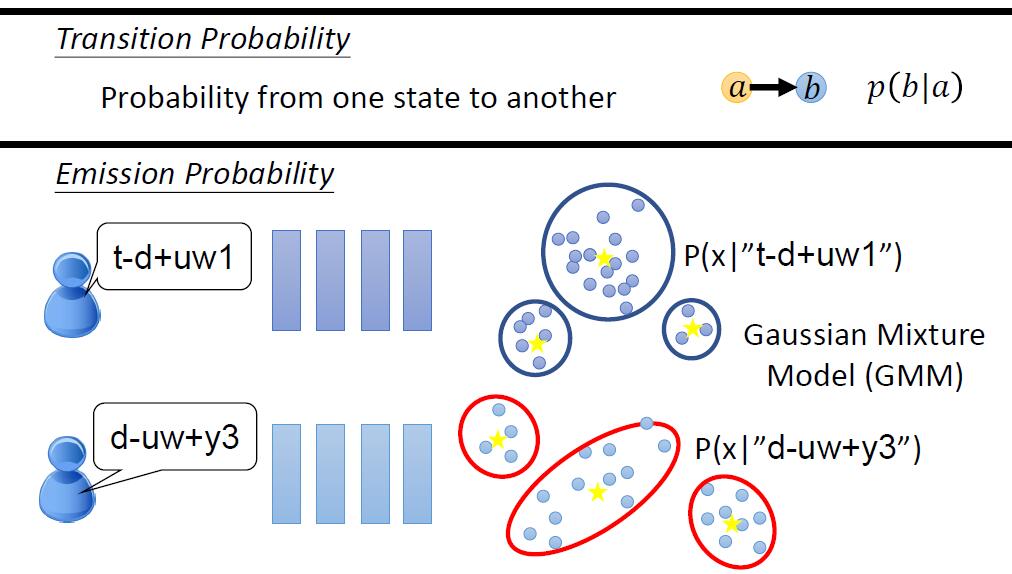 Transition Probability
Probability from one state to another
a b p(b|a)
Emission Probability
t-d+uw1
P(x|”t-d+uw1”)
Gaussian Mixture
Model (GMM)
d-uw+y3
P(x|”d-uw+y3”)